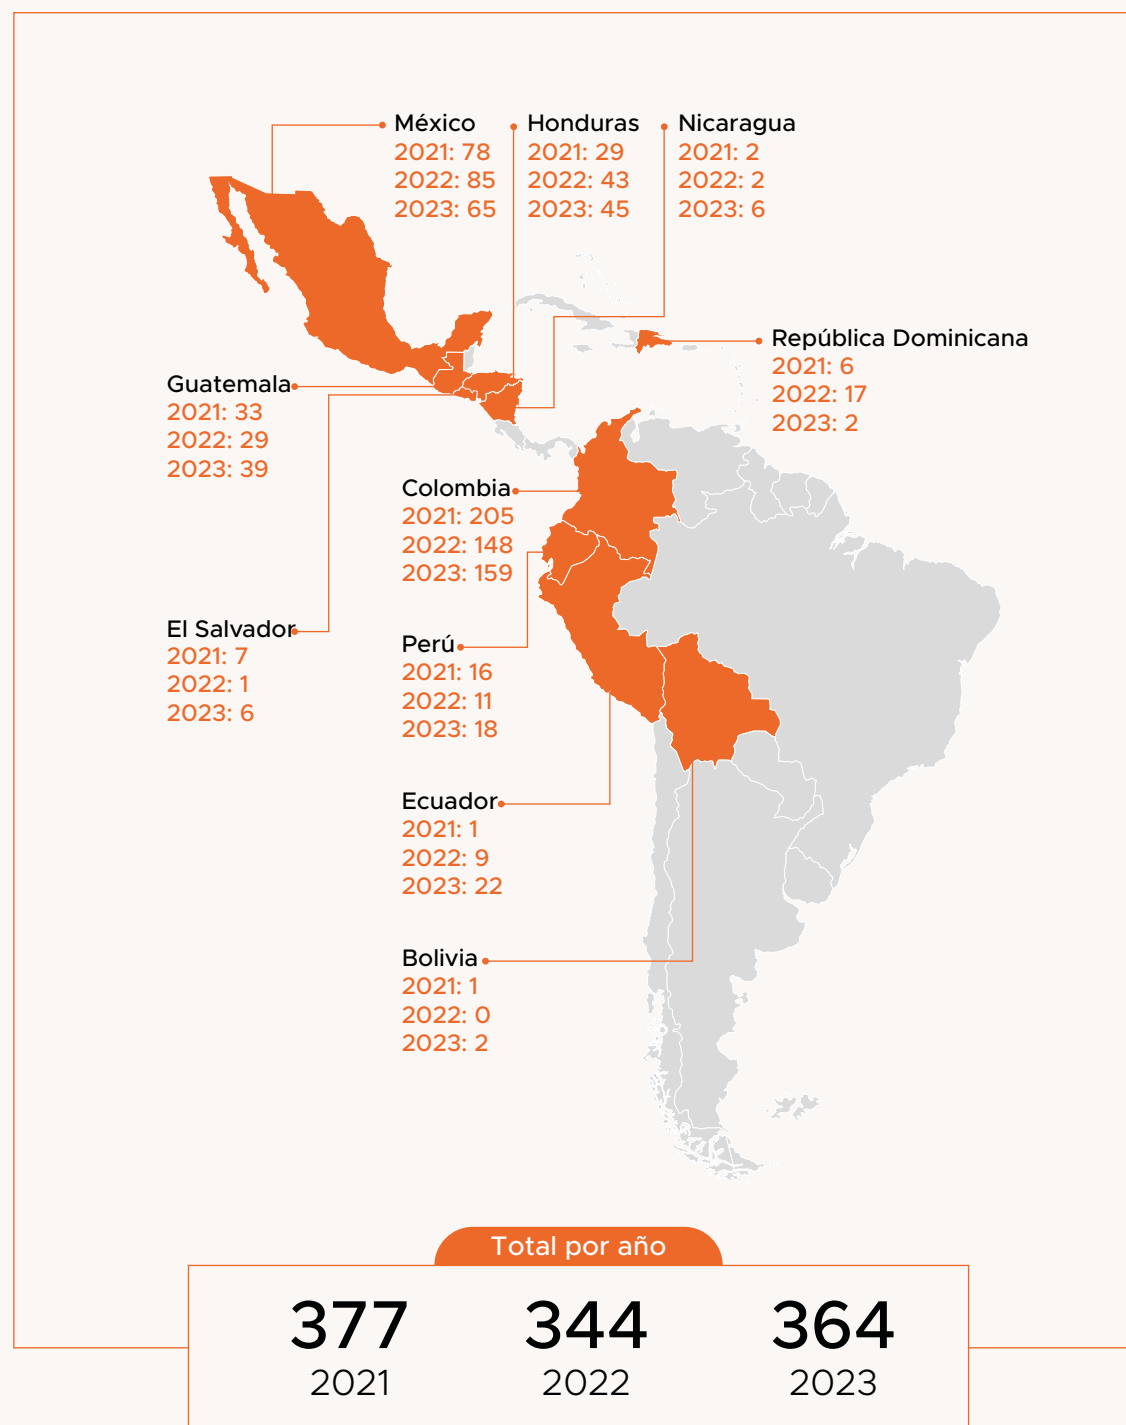 México
2021: 78
2022: 85
2023: 65
Honduras
2021: 29
2022: 43
2023: 45
Nicaragua
2021: 2
2022: 2
2023: 6
República Dominicana
2021: 6
2022: 17
2023: 2
Guatemala
2021: 33
2022: 29
2023: 39
Colombia
2021: 205
2022: 148
2023: 159
El Salvador
2021: 7
2022: 1
2023: 6
Perú
2021: 16
2022: 11
2023: 18
Ecuador
2021: 1
2022: 9
2023: 22
Bolivia
2021: 1
2022: 0
2023: 2
Total por año
377 344 364
2021 2022 2023